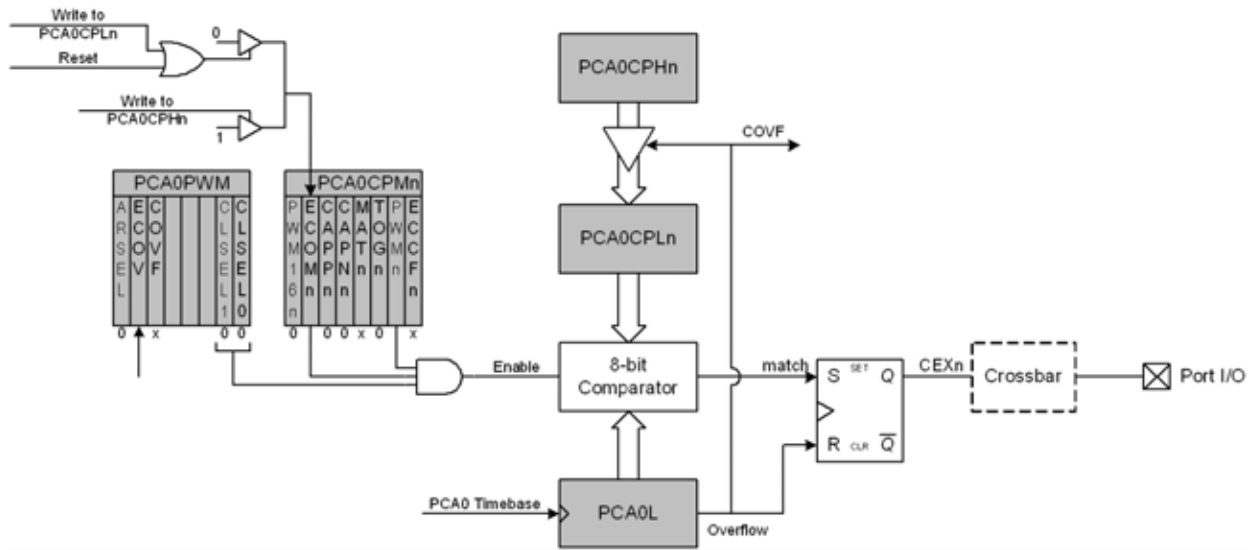 Write to
PCA0CPLn
Reset
0
Write to
PCA0CPHn
1
PCA0CPHn
COVF
PCA0PWM
ARSEL
ECOV
COVF
CLSEL1
CLSEL0
0 x 0 0
PCA0CPMn
PWM16n
ECOMn
CAPPn
CAPNn
MATn
TOGn
PWMn
ECCFn
0 0 0 x 0 x
PCA0CPLn
Enable
8-bit
Comparator
match
S SET Q
R CLR Q̅
CEXn
Crossbar
Port I/O
PCA0 Timebase
PCA0L
Overflow